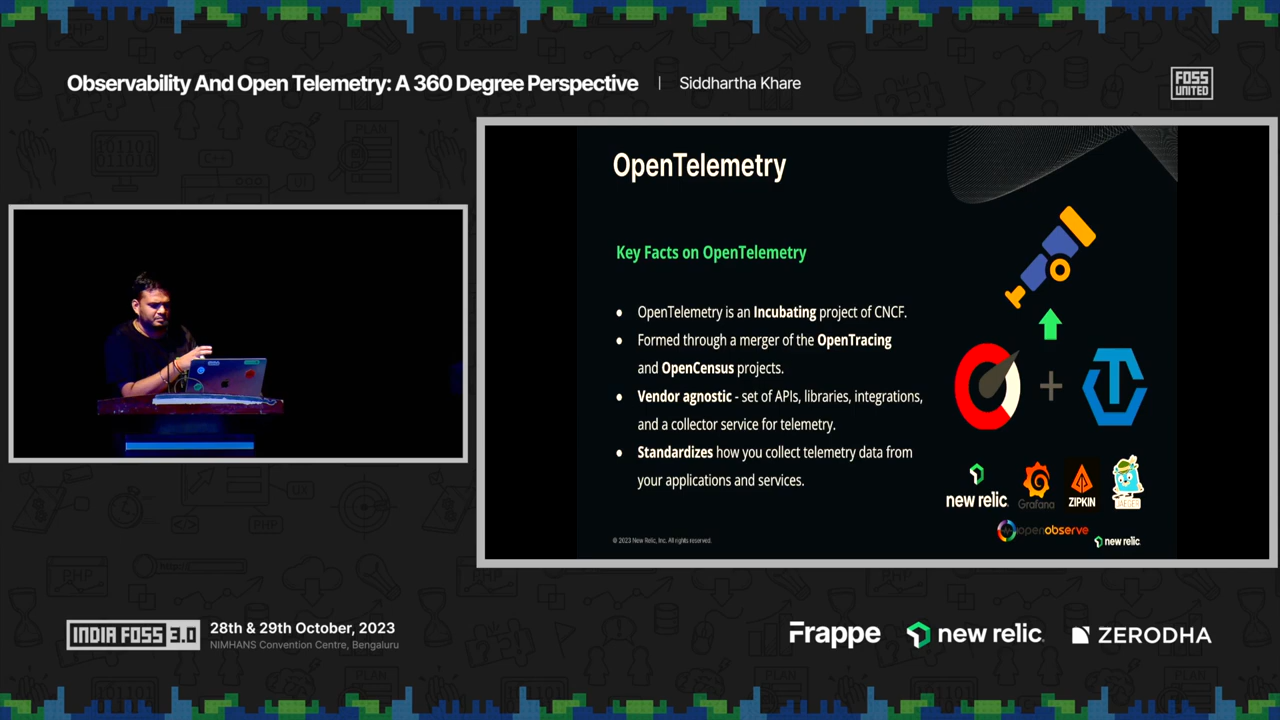 Observability And Open Telemetry: A 360 Degree Perspective | Siddhartha Khare
FOSS
UNITED
OpenTelemetry
Key Facts on OpenTelemetry
• OpenTelemetry is an Incubating project of CNCF.
• Formed through a merger of the OpenTracing
and OpenCensus projects.
• Vendor agnostic - set of APIs, libraries, integrations,
and a collector service for telemetry.
• Standardizes how you collect telemetry data from
your applications and services.
+
new relic.
Grafana
ZIPKIN
openobserve
new relic.
© 2023 New Relic, Inc. All rights reserved.
INDIA FOSS 3.0
28th & 29th October, 2023
NIMHANS Convention Centre, Bengaluru
Frappe
new relic.
ZERODHA